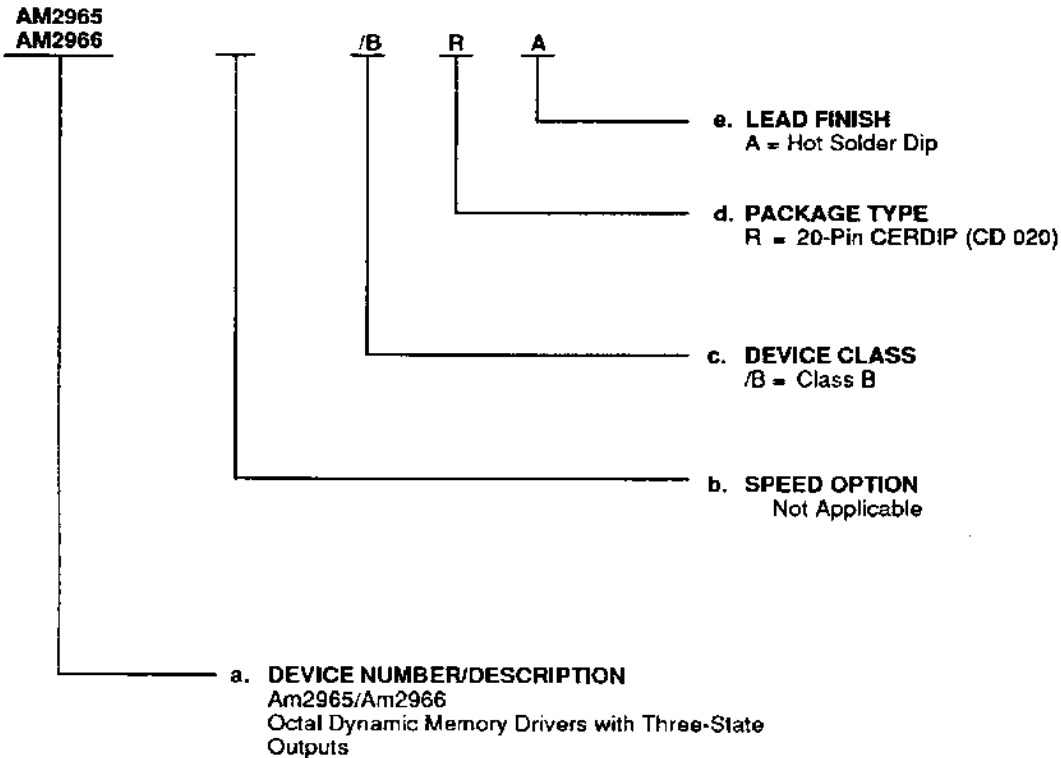 AM2965
AM2966 /B R A
e. LEAD FINISH
A = Hot Solder Dip
d. PACKAGE TYPE
R = 20-Pin CERDIP (CD 020)
c. DEVICE CLASS
/B = Class B
b. SPEED OPTION
Not Applicable
a. DEVICE NUMBER/DESCRIPTION
Am2965/Am2966
Octal Dynamic Memory Drivers with Three-State
Outputs